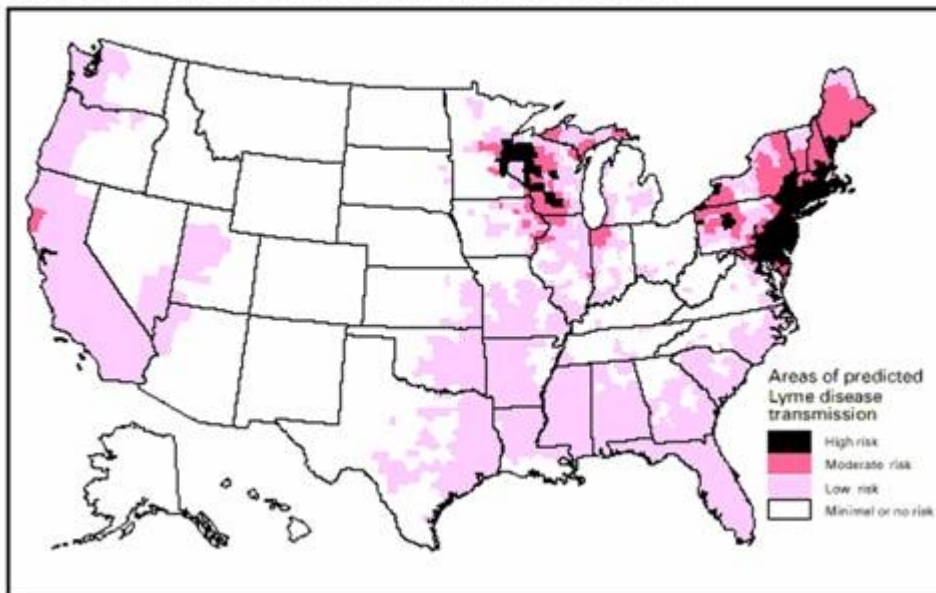 Areas of predicted
Lyme disease
transmission
High risk
Moderate risk
Low risk
Minimal or no risk